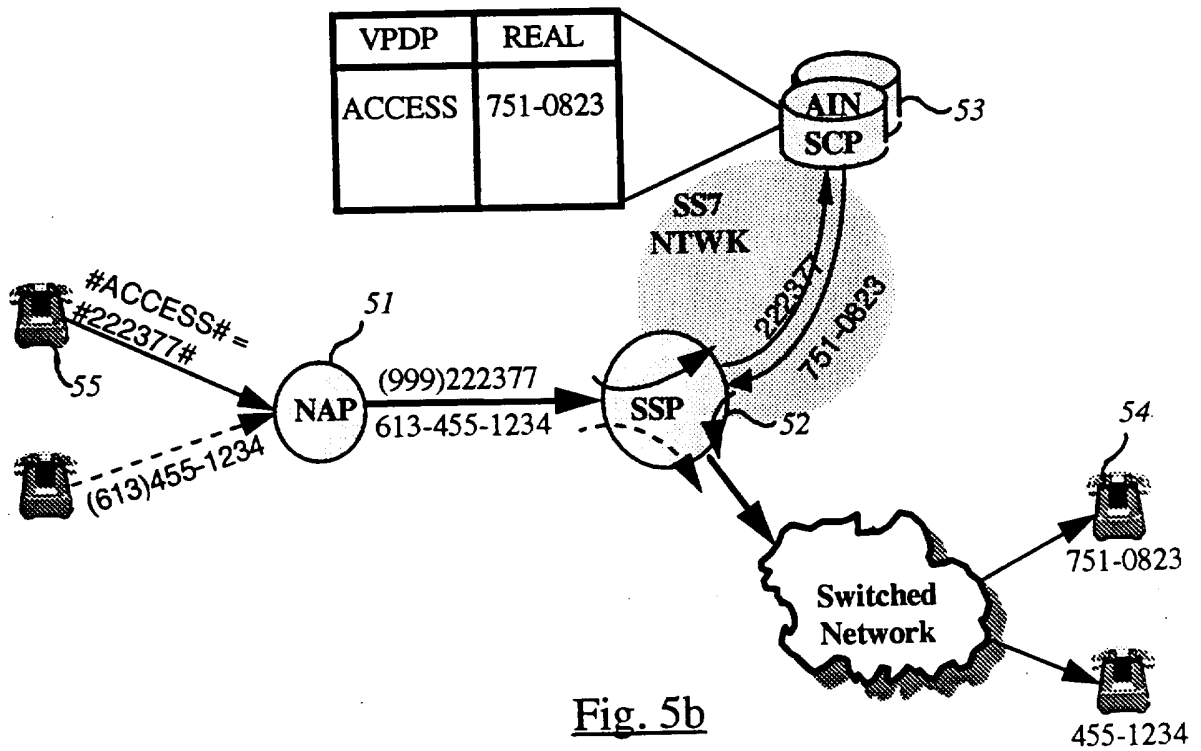 VPDP REAL
ACCESS 751-0823
AIN
SCP
53
SS7
NTWK
222377
751-0823
#ACCESS# =
#222377#
55
51
NAP
(999)222377
613-455-1234
SSP
52
(613)455-1234
54
751-0823
Switched
Network
455-1234
Fig. 5b